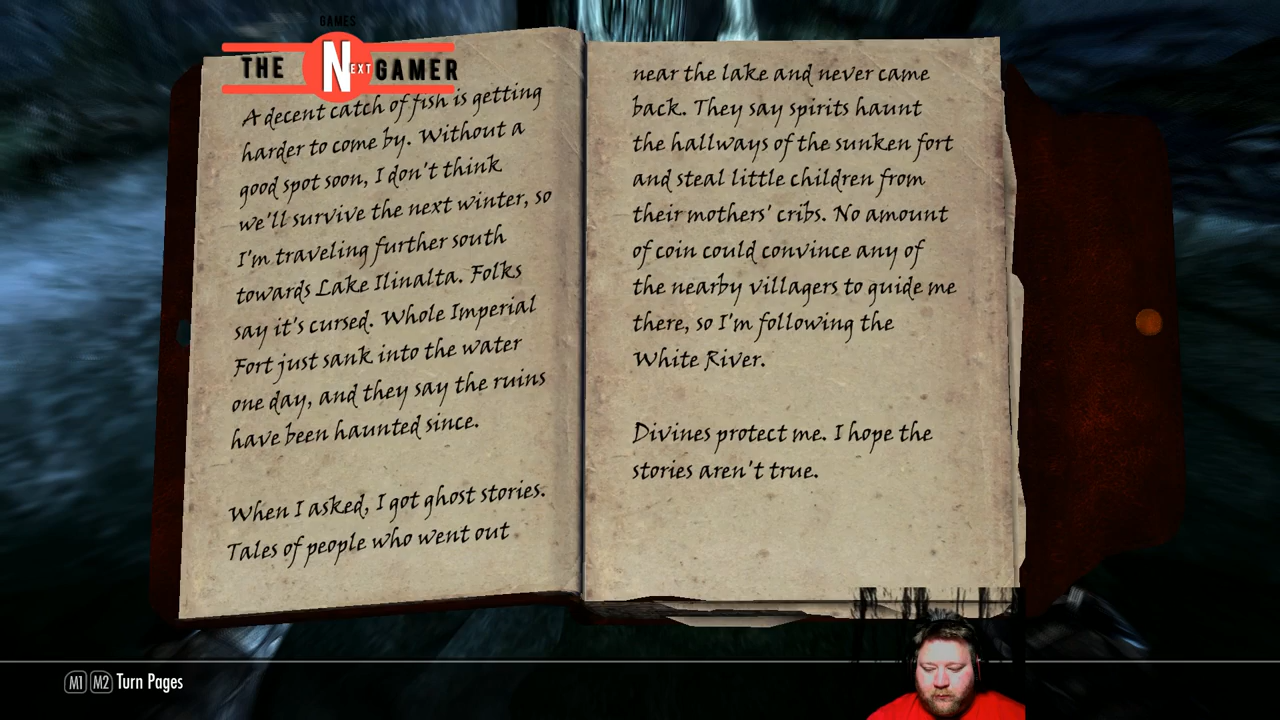 GAMES
THE NEXT GAMER
A decent catch of fish is getting
harder to come by. Without a
good spot soon, I don't think
we'll survive the next winter, so
I'm traveling further south
towards Lake Ilinalta. Folks
say it's cursed. Whole Imperial
Fort just sank into the water
one day, and they say the ruins
have been haunted since.
When I asked, I got ghost stories.
Tales of people who went out
near the lake and never came
back. They say spirits haunt
the hallways of the sunken fort
and steal little children from
their mothers' cribs. No amount
of coin could convince any of
the nearby villagers to guide me
there, so I'm following the
White River.
Divines protect me. I hope the
stories aren't true.
M1 M2 Turn Pages